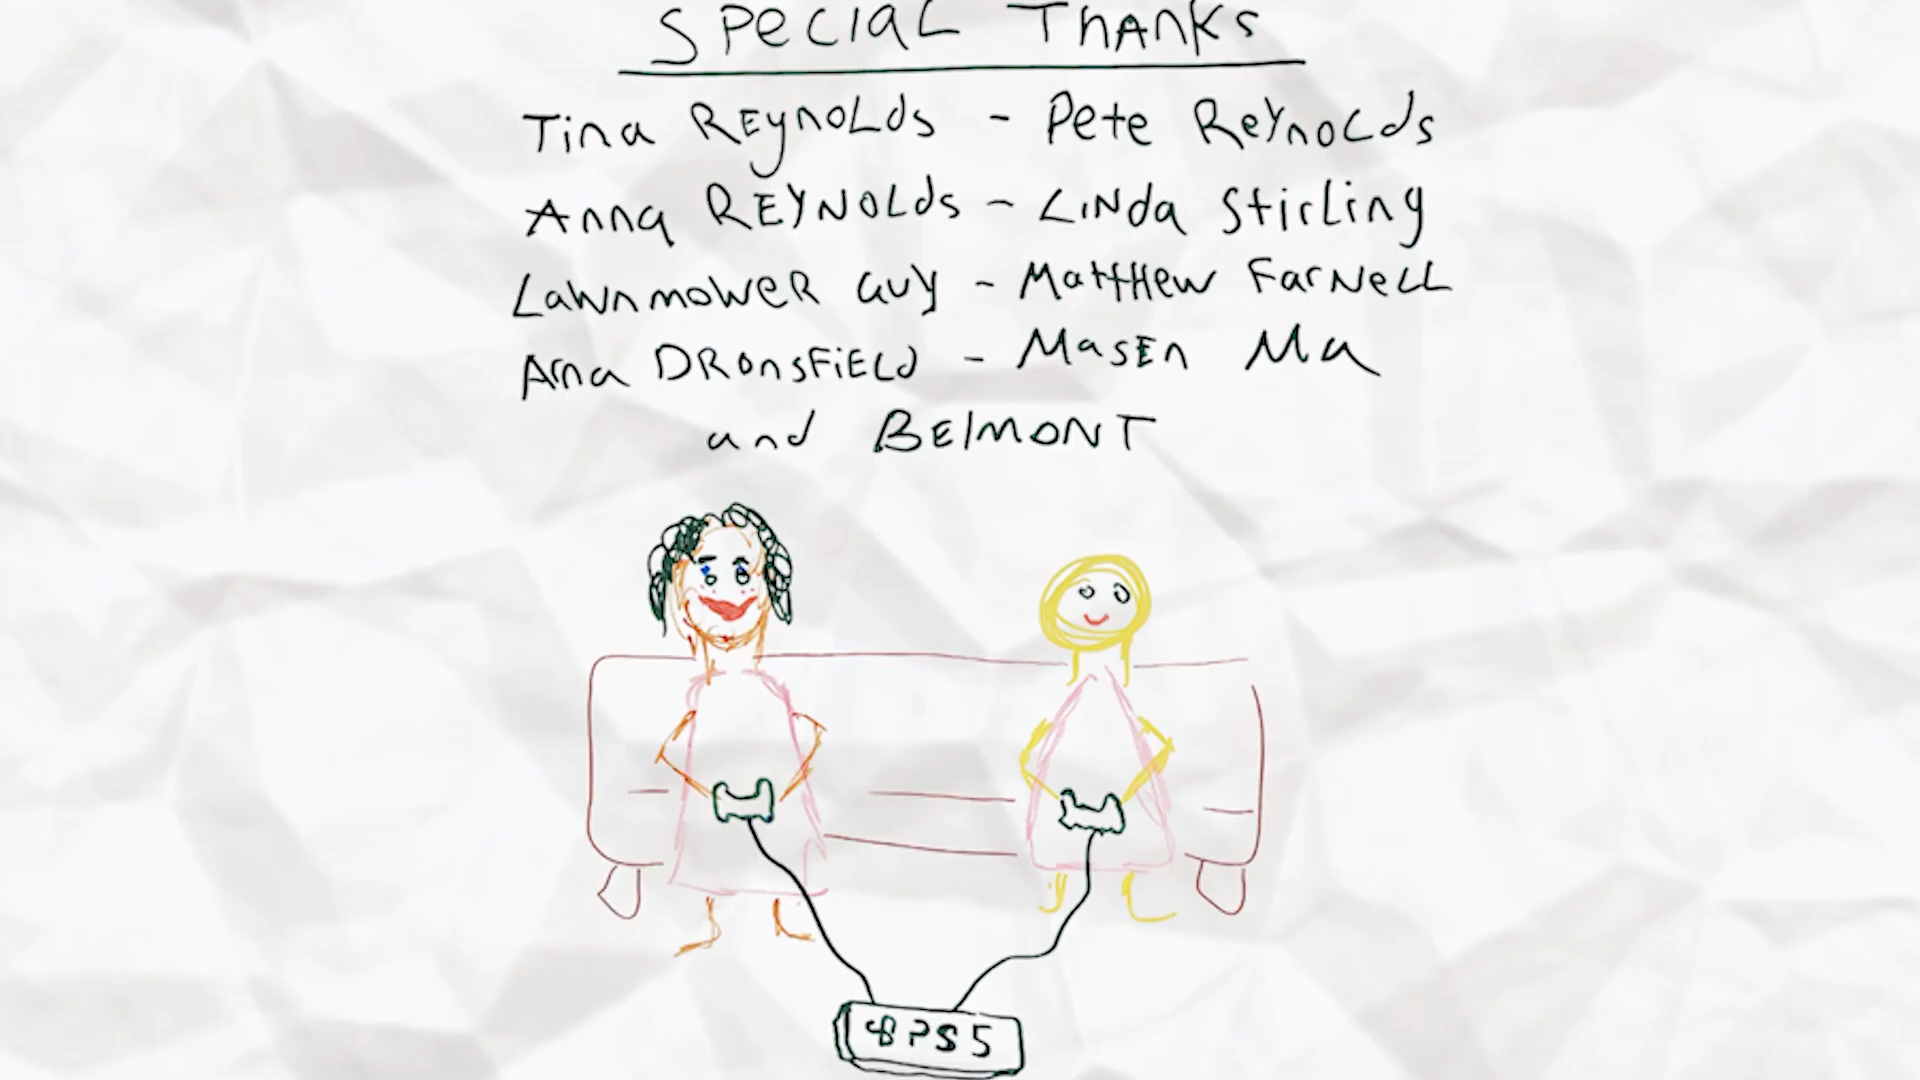 SPECIAL THANKS
Tina REynoLds - Pete REYNOLds
Anna REYNOLds - LiNda Stirling
LawnmowER Guy - MattHew FarNeLL
Arna DRonsFiELd - MasEn Ma
and BElMONT
PS5